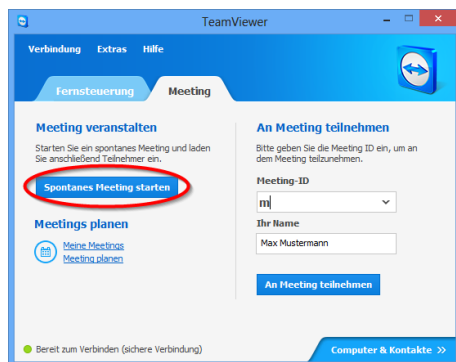 TeamViewer
Verbindung Extras Hilfe
Fernsteuerung Meeting
Meeting veranstalten
Starten Sie ein spontanes Meeting und laden
Sie anschließend Teilnehmer ein.
Spontanes Meeting starten
Meetings planen
Meine Meetings
Meeting planen
An Meeting teilnehmen
Bitte geben Sie die Meeting ID ein, um an
dem Meeting teilzunehmen.
Meeting-ID
m
Ihr Name
Max Mustermann
An Meeting teilnehmen
Bereit zum Verbinden (sichere Verbindung)
Computer & Kontakte »